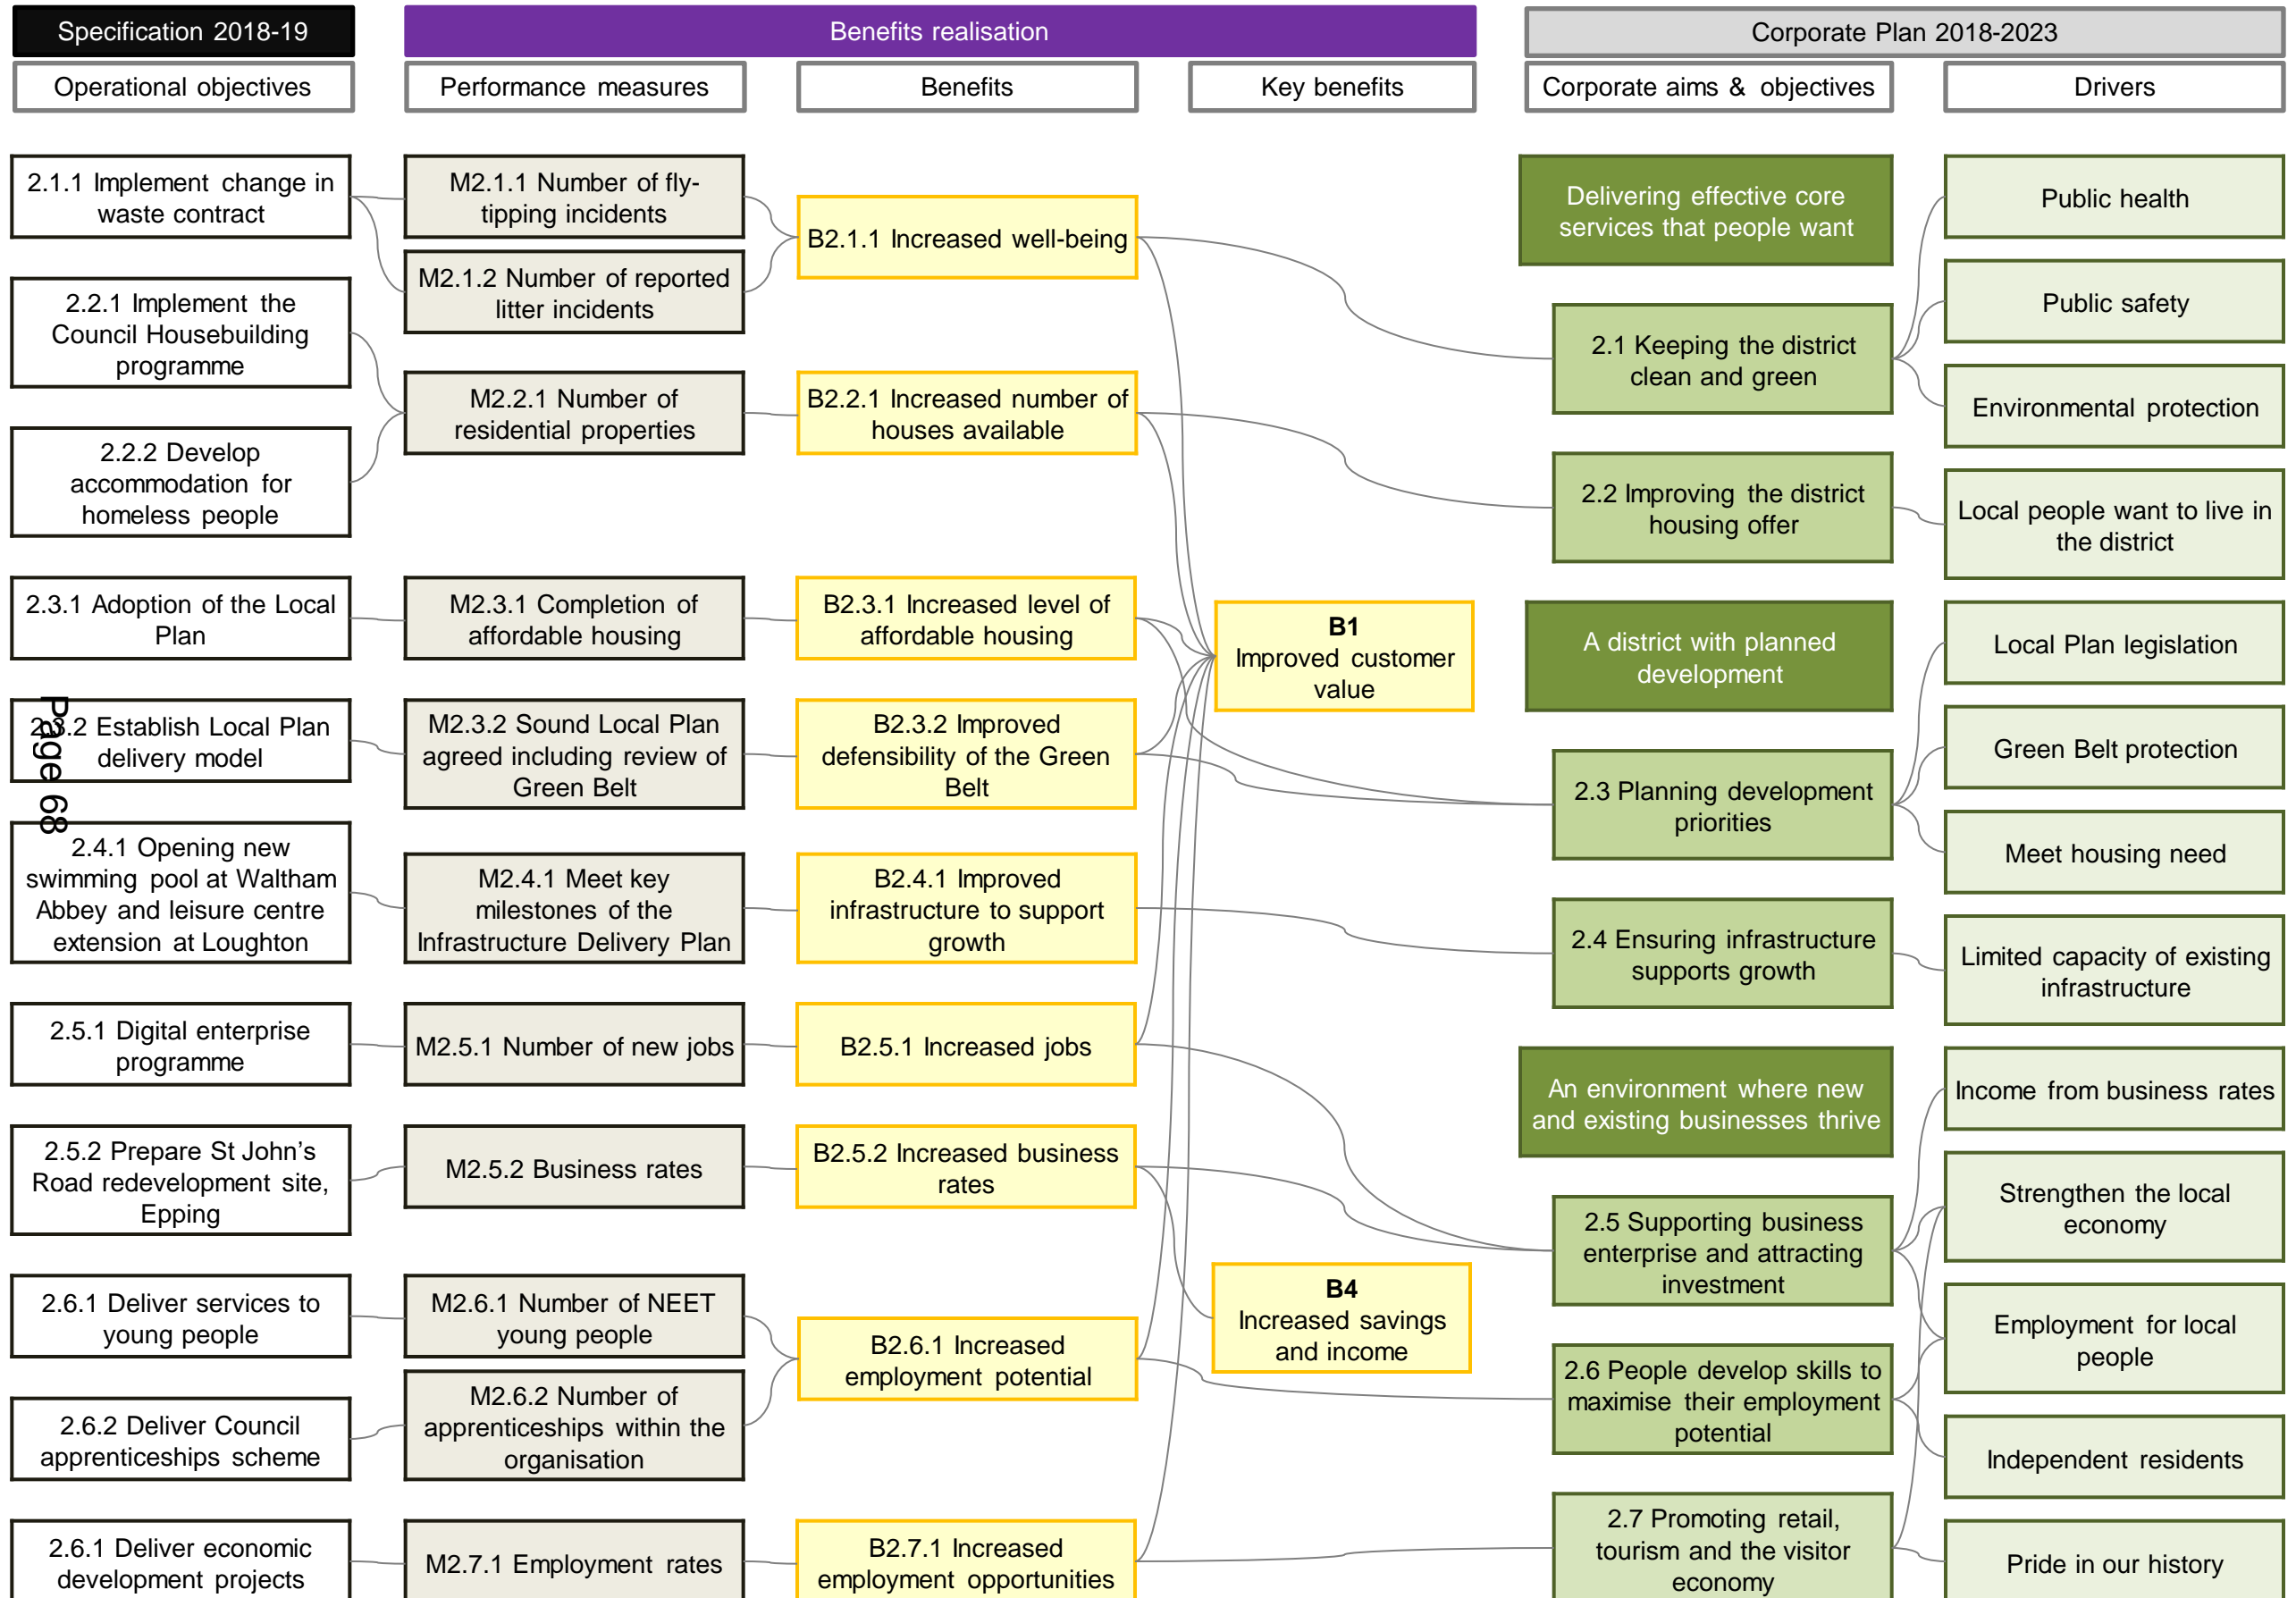 Specification 2018-19
Benefits realisation
Corporate Plan 2018-2023
Operational objectives
Performance measures
Benefits
Key benefits
Corporate aims & objectives
Drivers
2.1.1 Implement change in
waste contract
2.2.1 Implement the
Council Housebuilding
programme
2.2.2 Develop
accommodation for
homeless people
2.3.1 Adoption of the Local
Plan
2.3.2 Establish Local Plan
delivery model
2.4.1 Opening new
swimming pool at Waltham
Abbey and leisure centre
extension at Loughton
2.5.1 Digital enterprise
programme
2.5.2 Prepare St John’s
Road redevelopment site,
Epping
2.6.1 Deliver services to
young people
2.6.2 Deliver Council
apprenticeships scheme
2.6.1 Deliver economic
development projects
Page 68
M2.1.1 Number of fly-
tipping incidents
M2.1.2 Number of reported
litter incidents
M2.2.1 Number of
residential properties
M2.3.1 Completion of
affordable housing
M2.3.2 Sound Local Plan
agreed including review of
Green Belt
M2.4.1 Meet key
milestones of the
Infrastructure Delivery Plan
M2.5.1 Number of new jobs
M2.5.2 Business rates
M2.6.1 Number of NEET
young people
M2.6.2 Number of
apprenticeships within the
organisation
M2.7.1 Employment rates
B2.1.1 Increased well-being
B2.2.1 Increased number of
houses available
B2.3.1 Increased level of
affordable housing
B2.3.2 Improved
defensibility of the Green
Belt
B2.4.1 Improved
infrastructure to support
growth
B2.5.1 Increased jobs
B2.5.2 Increased business
rates
B2.6.1 Increased
employment potential
B2.7.1 Increased
employment opportunities
B1
Improved customer
value
B4
Increased savings
and income
Delivering effective core
services that people want
2.1 Keeping the district
clean and green
2.2 Improving the district
housing offer
A district with planned
development
2.3 Planning development
priorities
2.4 Ensuring infrastructure
supports growth
An environment where new
and existing businesses thrive
2.5 Supporting business
enterprise and attracting
investment
2.6 People develop skills to
maximise their employment
potential
2.7 Promoting retail,
tourism and the visitor
economy
Public health
Public safety
Environmental protection
Local people want to live in
the district
Local Plan legislation
Green Belt protection
Meet housing need
Limited capacity of existing
infrastructure
Income from business rates
Strengthen the local
economy
Employment for local
people
Independent residents
Pride in our history